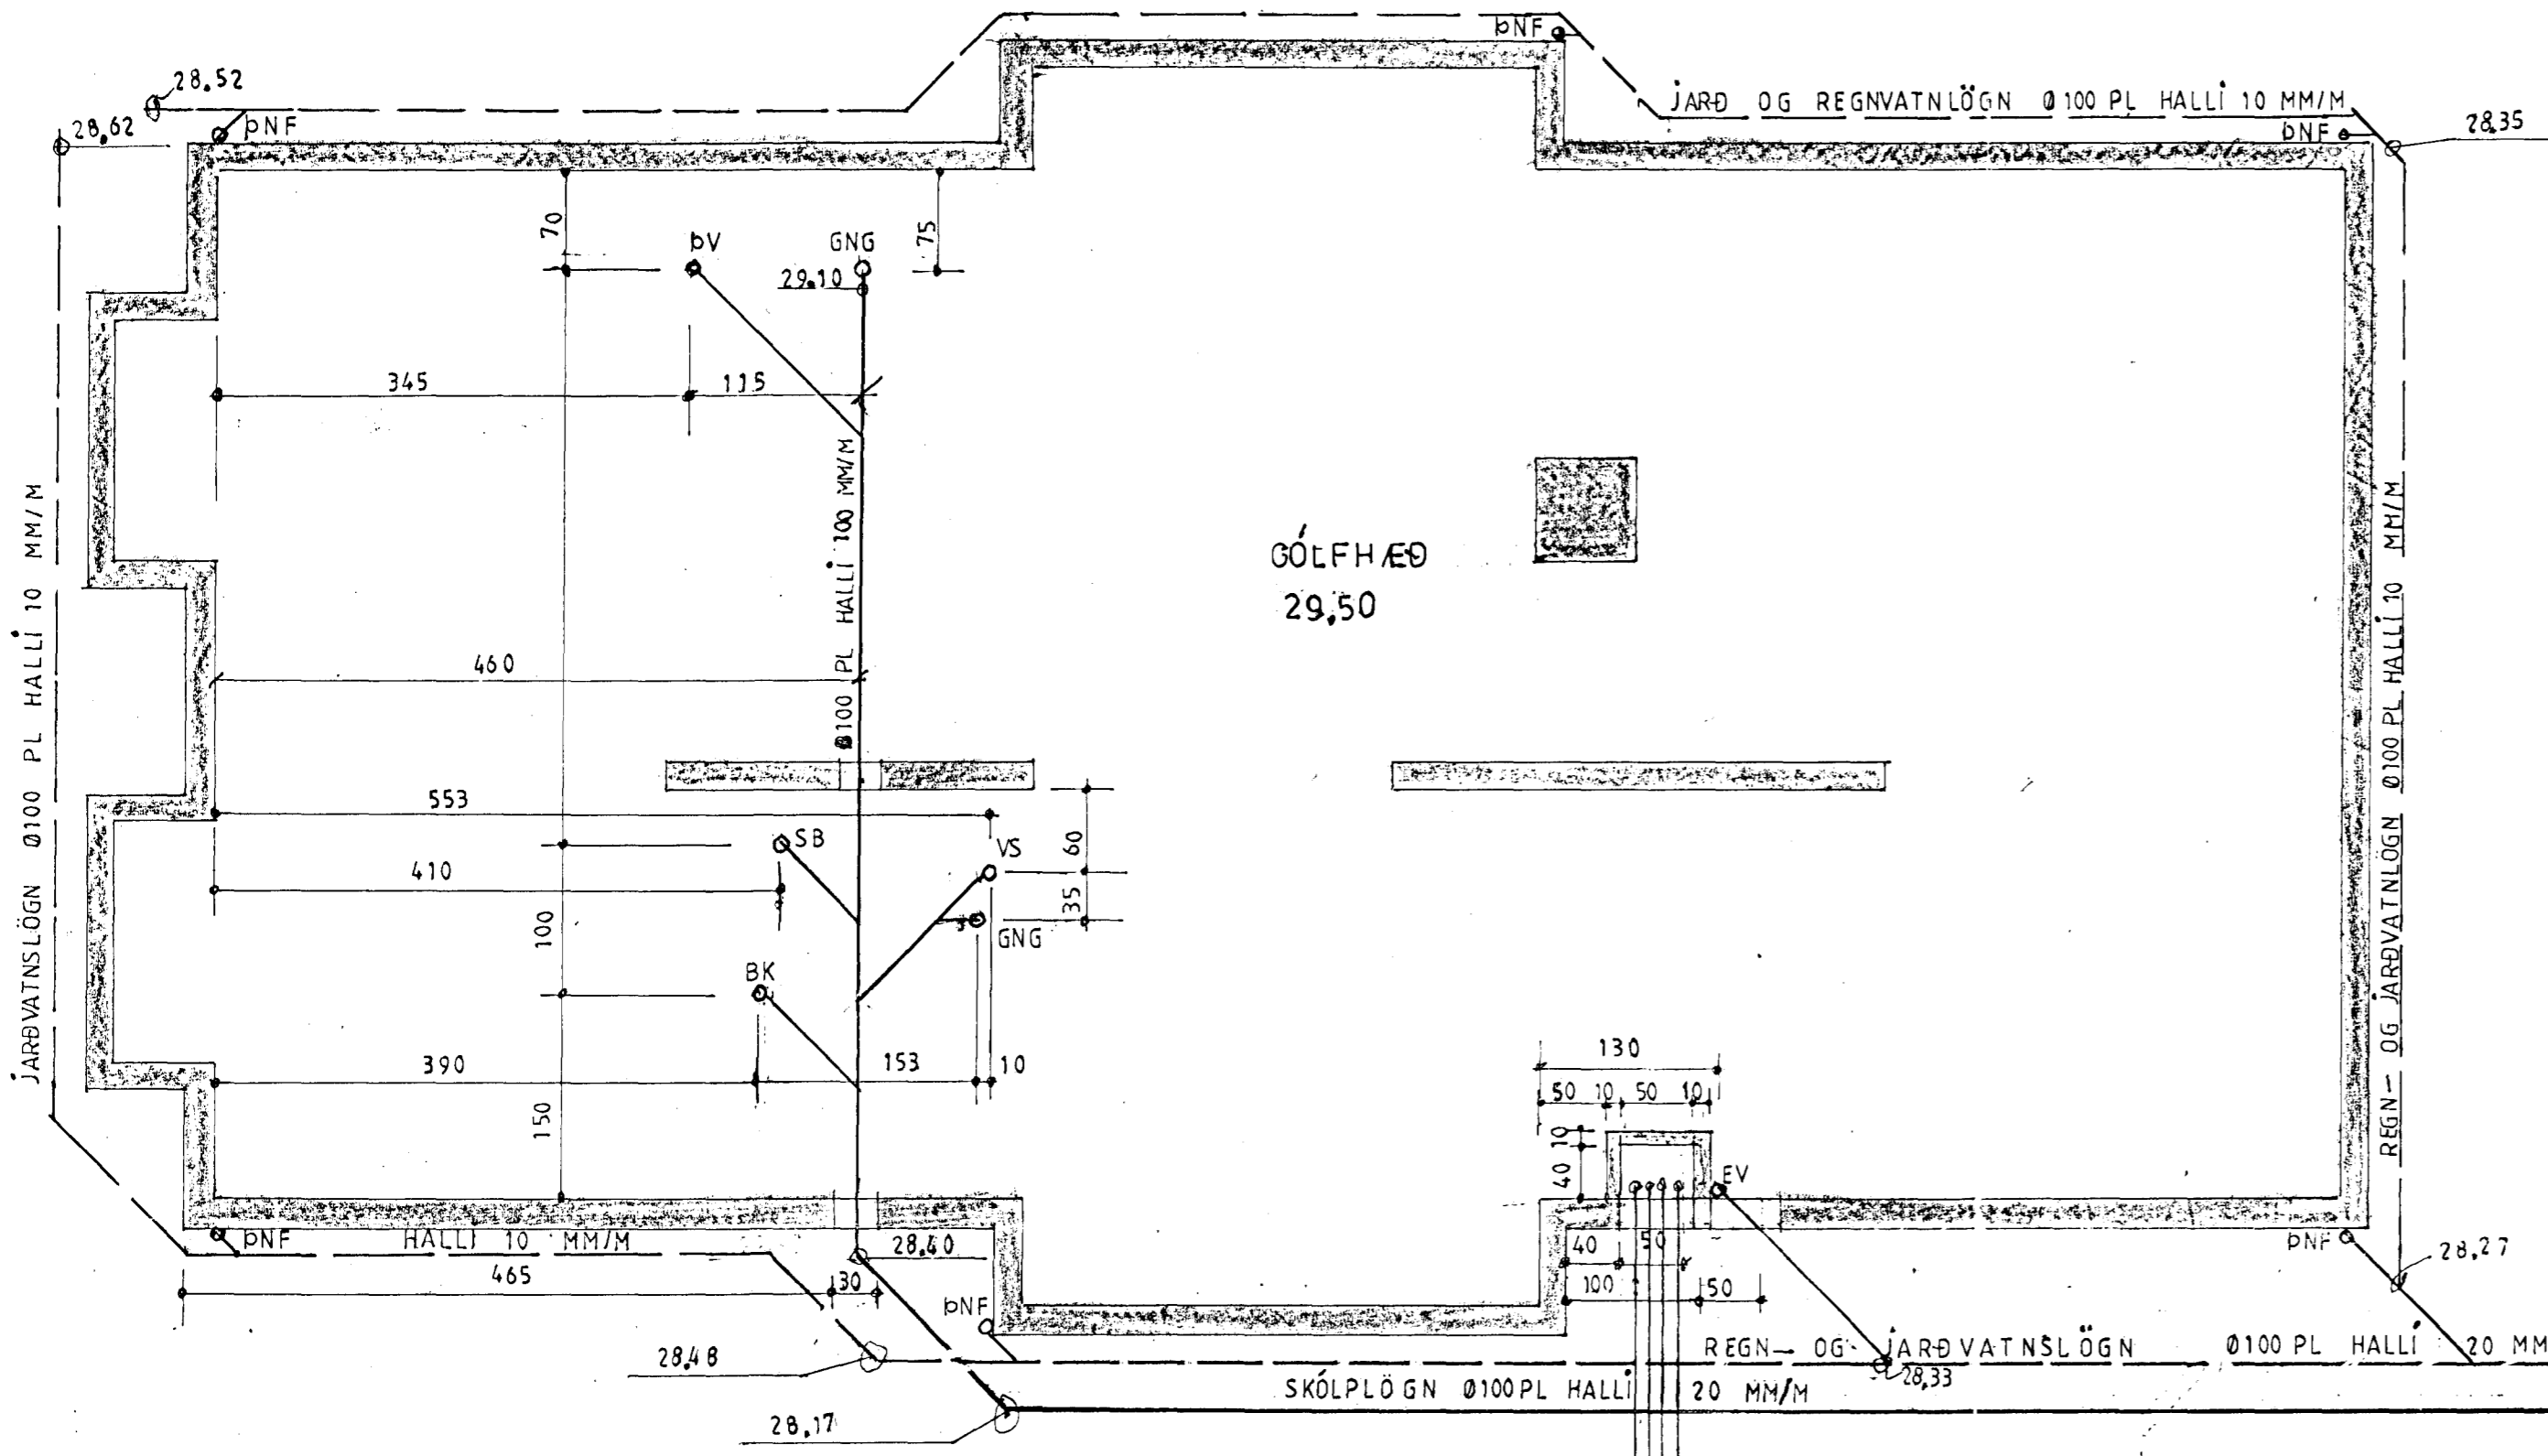 ÞNF
28,52
JARÐ OG REGNVATNLÖGN Ø100 PL HALLI 10 MM/M
28,62
ÞNF
ÞNF
28,35
70
ÞV
GNG
75
29,10
345
115
JARÐVATNSLÖGN Ø100 PL HALLI 10 MM/M
Ø100 PL HALLI 100 MM/M
GÓLFHÆÐ
29,50
REGN- OG JARÐVATNLÖGN Ø100 PL HALLI 10 MM/M
460
553
SB
VS
60
410
35
100
GNG
BK
390
153
10
130
50 10 50 10
150
10
40
EV
ÞNF
HALLI 10 MM/M
28,40
40
50
ÞNF
28,27
465
30
100
50
ÞNF
28,48
REGN- OG JARÐVATNSLÖGN Ø100 PL HALLI 20 MM
28,33
SKÓLPLÖGN Ø100 PL HALLI 20 MM/M
28,17